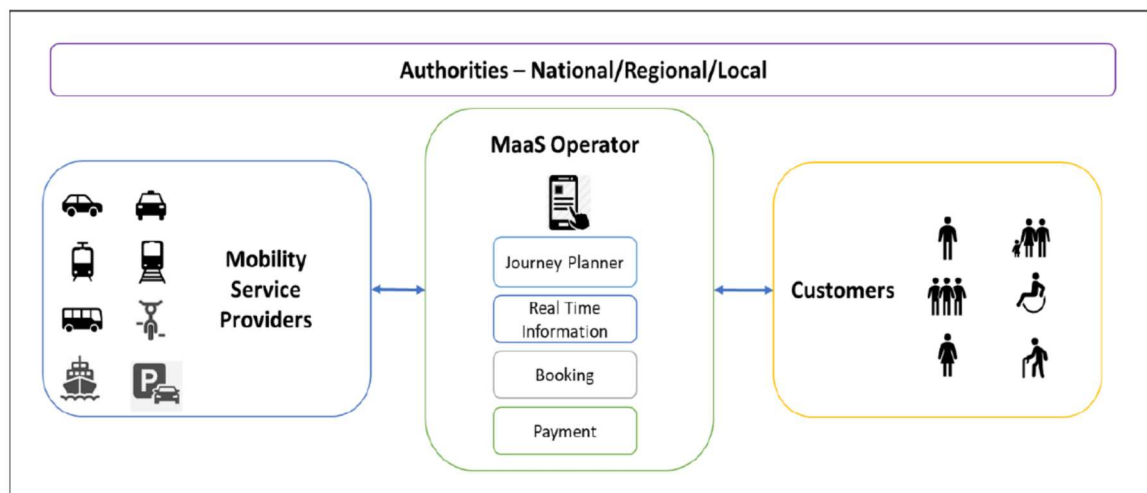 Authorities – National/Regional/Local
MaaS Operator
Journey Planner
Real Time
Information
Booking
Payment
Mobility
Service
Providers
P
Customers